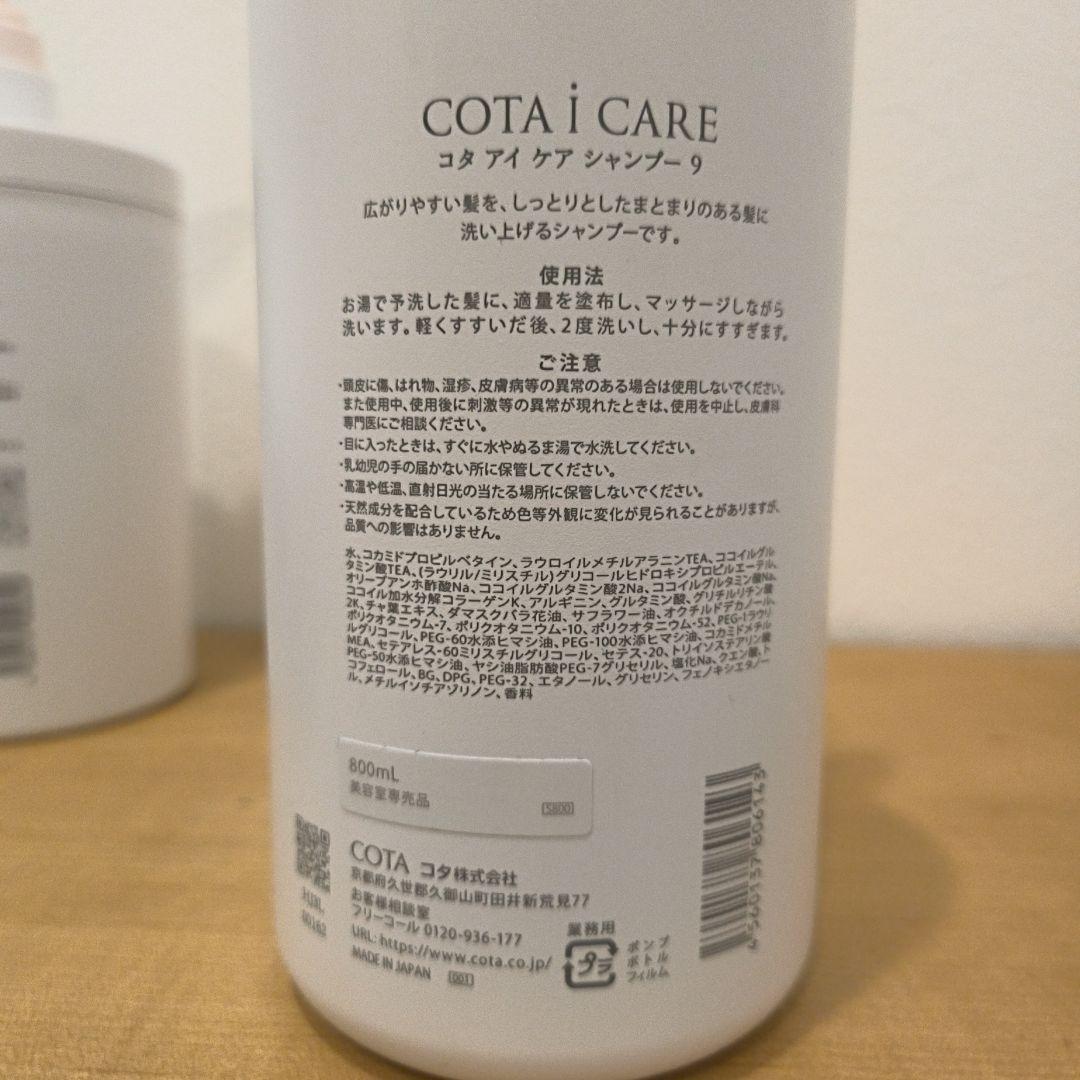 COTA i CARE
コタ アイ ケア シャンプー 9
広がりやすい髪を、しっとりとしたまとまりのある髪に
洗い上げるシャンプーです。
使用法
お湯で予洗した髪に、適量を塗布し、マッサージしながら
洗います。軽くすすいだ後、2度洗いし、十分にすすぎます。
ご注意
・頭皮に傷、はれ物、湿疹、皮膚病等の異常のある場合は使用しないでください。
また使用中、使用後に刺激等の異常が現れたときは、使用を中止し、皮膚科
専門医にご相談ください。
・目に入ったときは、すぐに水やぬるま湯で水洗してください。
・乳幼児の手の届かない所に保管してください。
・高温や低温、直射日光の当たる場所に保管しないでください。
・天然成分を配合しているため色等外観に変化が見られることがありますが、
品質への影響はありません。
水、コカミドプロピルベタイン、ラウロイルメチルアラニンTEA、ココイルグル
タミン酸TEA、(ラウリル/ミリスチル)グリコールヒドロキシプロピルエーテル、
オリーブアンホ酢酸Na、ココイルグルタミン酸2Na、ココイルグルタミン酸Na、
ココイル加水分解コラーゲンK、アルギニン、グルタミン酸、グリチルリチン酸
2K、チャ葉エキス、ダマスクバラ花油、サフラワー油、オクチルドデカノール、
ポリクオタニウム-7、ポリクオタニウム-10、ポリクオタニウム-52、PEG-1ラウリ
ルグリコール、PEG-60水添ヒマシ油、PEG-100水添ヒマシ油、コカミドメチル
MEA、セテアレス-60ミリスチルグリコール、セテス-20、トリイソステアリン酸
PEG-50水添ヒマシ油、ヤシ油脂肪酸PEG-7グリセリル、塩化Na、クエン酸、ト
コフェロール、BG、DPG、PEG-32、エタノール、グリセリン、フェノキシエタノー
ル、メチルイソチアゾリノン、香料
800mL
美容室専売品
S800
COTA コタ株式会社
京都府久世郡久御山町田井新荒見77
お客様相談室
フリーコール 0120-936-177
URL: https://www.cota.co.jp/
MADE IN JAPAN 001
業務用
プラ
ポンプ
ボトル
フィルム
4 560137 806143